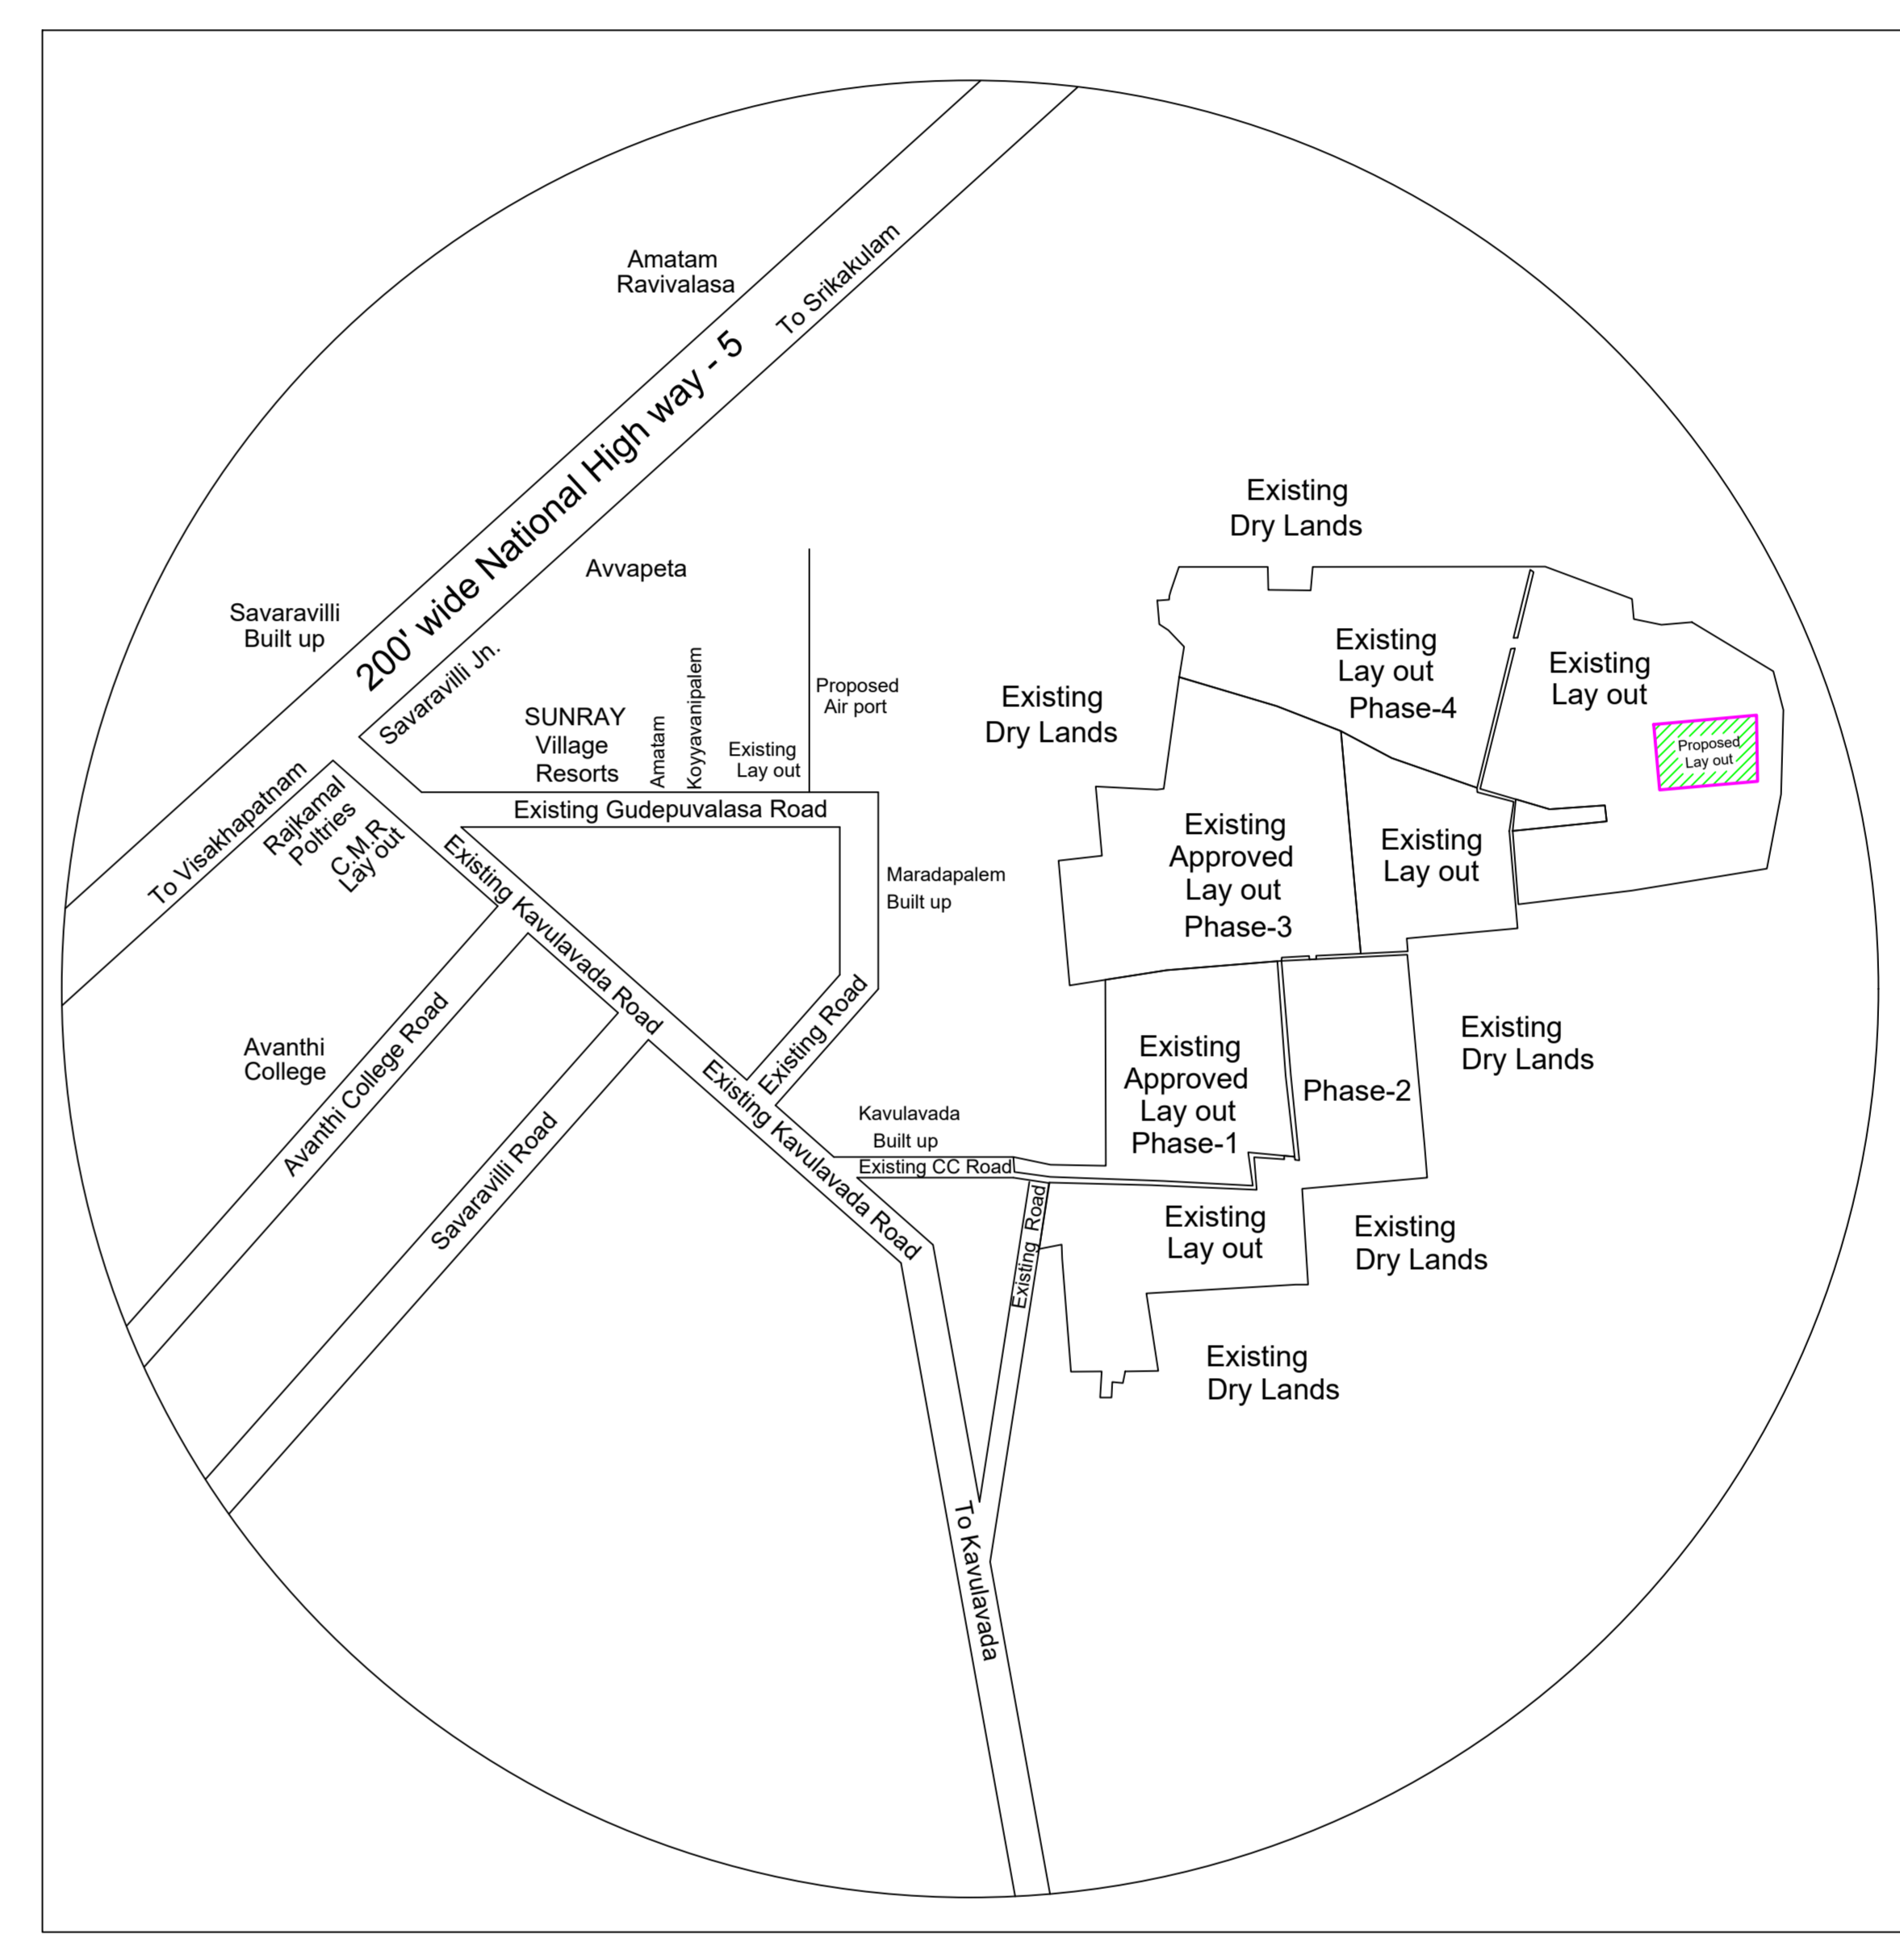 Amatam
Ravivalasa
To Srikakulam
200' wide National High way - 5
Existing
Dry Lands
Avvapeta
Savaravilli
Built up
Savaravilli Jn.
SUNRAY
Village
Resorts
Amatam
Koyyavanipalem
Existing
Lay out
Proposed
Air port
Existing
Dry Lands
Existing
Lay out
Phase-4
Existing
Lay out
Proposed
Lay out
To Visakhapatnam
Rajkamal
Poltries
C.M.R
Lay out
Existing Gudepuvalasa Road
Existing Kavulavada Road
Maradapalem
Built up
Existing
Approved
Lay out
Phase-3
Existing
Lay out
Avanthi
College
Avanthi College Road
Existing Road
Existing
Dry Lands
Existing
Approved
Lay out
Phase-1
Phase-2
Savaravilli Road
Existing Kavulavada Road
Kavulavada
Built up
Existing CC Road
Existing Road
Existing
Lay out
Existing
Dry Lands
Existing
Dry Lands
To Kavulavada